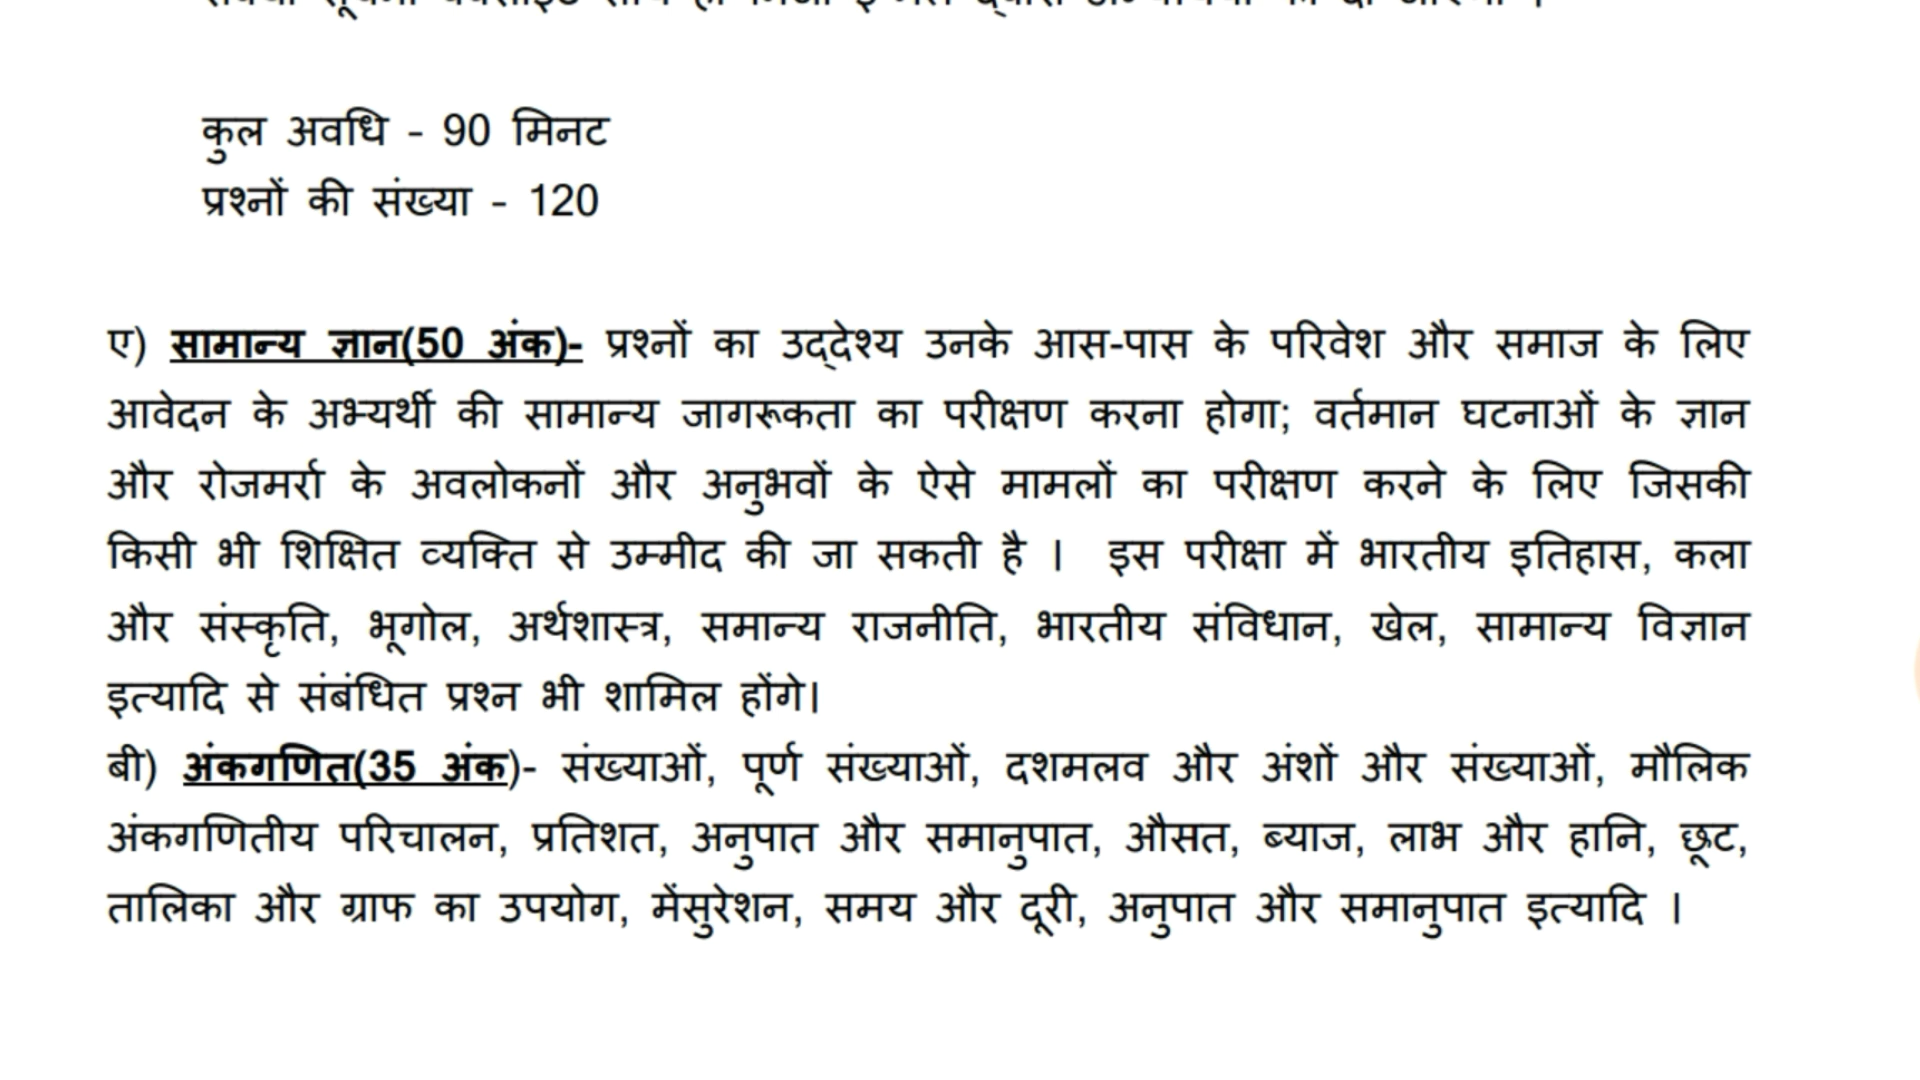 कुल अवधि - 90 मिनट
प्रश्नों की संख्या - 120
ए) सामान्य ज्ञान(50 अंक)- प्रश्नों का उद्देश्य उनके आस-पास के परिवेश और समाज के लिए
आवेदन के अभ्यर्थी की सामान्य जागरूकता का परीक्षण करना होगा; वर्तमान घटनाओं के ज्ञान
और रोजमर्रा के अवलोकनों और अनुभवों के ऐसे मामलों का परीक्षण करने के लिए जिसकी
किसी भी शिक्षित व्यक्ति से उम्मीद की जा सकती है । इस परीक्षा में भारतीय इतिहास, कला
और संस्कृति, भूगोल, अर्थशास्त्र, समान्य राजनीति, भारतीय संविधान, खेल, सामान्य विज्ञान
इत्यादि से संबंधित प्रश्न भी शामिल होंगे।
बी) अंकगणित(35 अंक)- संख्याओं, पूर्ण संख्याओं, दशमलव और अंशों और संख्याओं, मौलिक
अंकगणितीय परिचालन, प्रतिशत, अनुपात और समानुपात, औसत, ब्याज, लाभ और हानि, छूट,
तालिका और ग्राफ का उपयोग, मेंसुरेशन, समय और दूरी, अनुपात और समानुपात इत्यादि ।